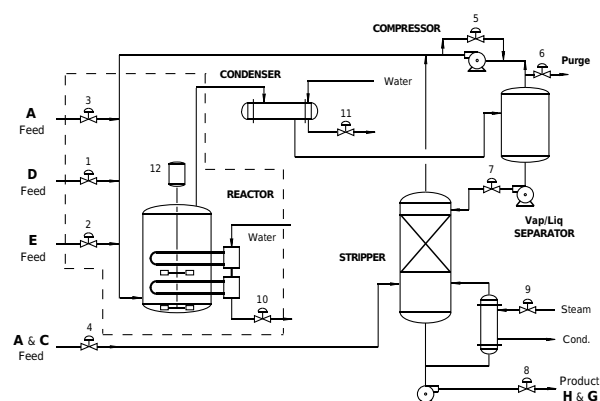 5
COMPRESSOR
6
Purge
CONDENSER
Water
3
A
Feed
11
12
1
D
Feed
7
REACTOR
Vap/Liq
SEPARATOR
2
E
Feed
Water
STRIPPER
9
Steam
10
4
A & C
Feed
Cond.
8
Product
H & G